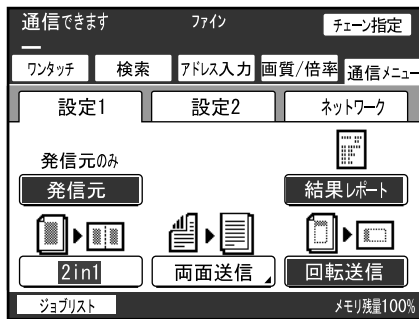 通信できます ファイン チェーン指定
ワンタッチ 検索 アドレス入力 画質/倍率 通信メニュー
設定1 設定2 ネットワーク
発信元のみ
発信元 結果レポート
2in1 両面送信 回転送信
ジョブリスト メモリ残量100%